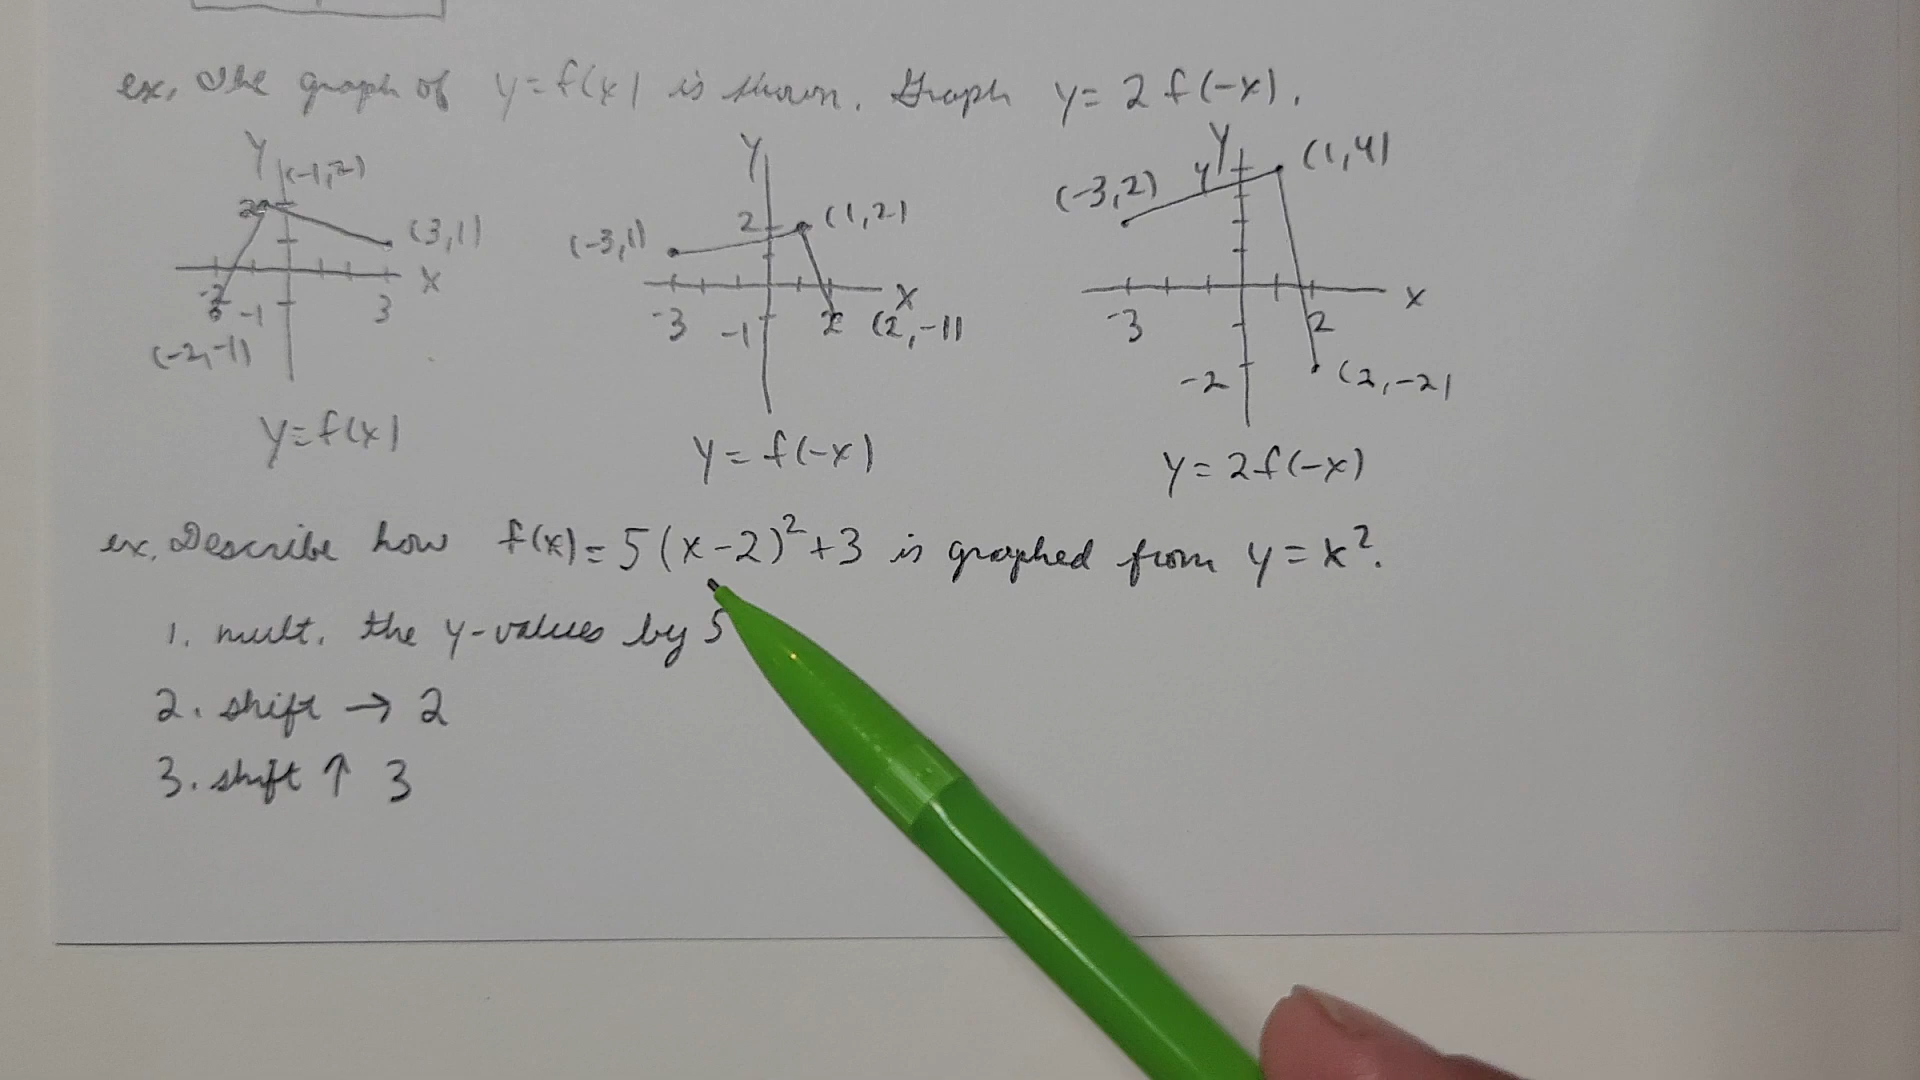 ex. The graph of y=f(x) is shown. Graph y = 2f(-x).
y (-1,2) 2 (3,1) x -2 -1 3 (-2,-1)
y (-3,1) 2 (1,2) x -3 -1 2 (2,-1)
y 4 (1,4) (-3,2) x -3 2 -2 (2,-2)
y=f(x) y=f(-x) y=2f(-x)
ex. Describe how f(x)=5(x-2)²+3 is graphed from y=x².
1. mult. the y-values by 5
2. shift → 2
3. shift ↑ 3